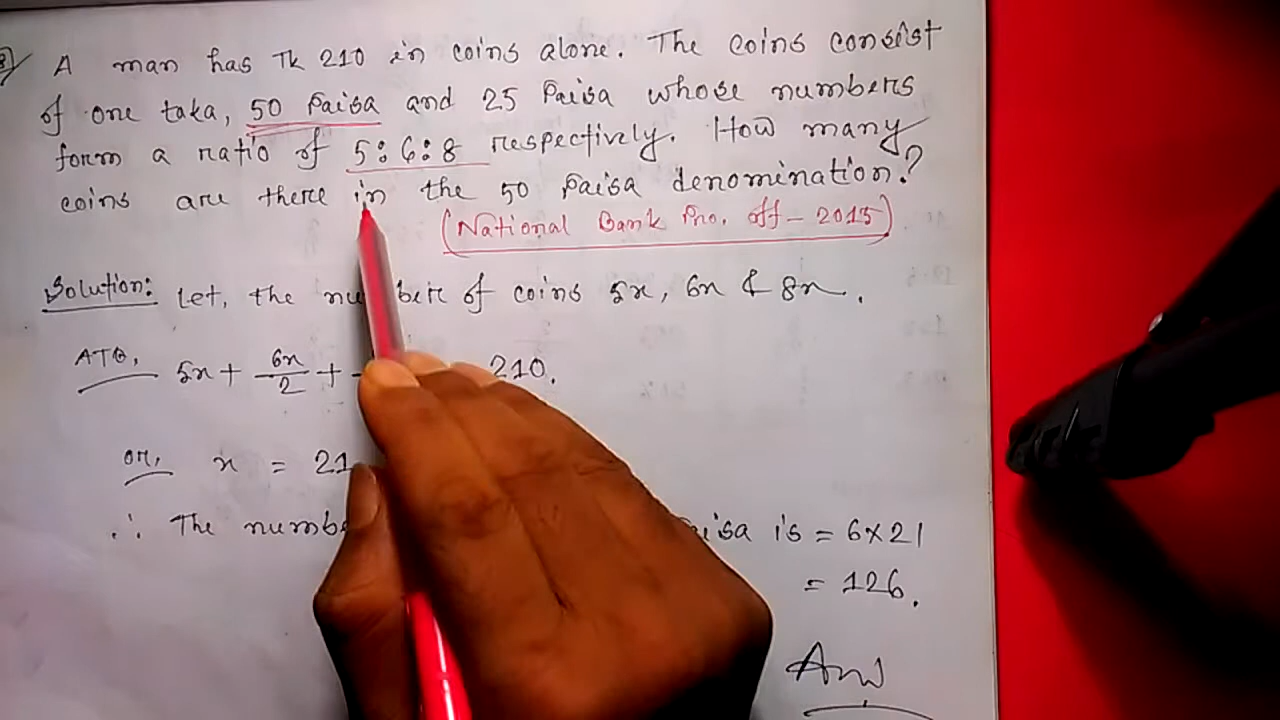 A man has Tk 210 in coins alone. The coins consist
of one taka, 50 Paisa and 25 Paisa whose numbers
form a ratio of 5:6:8 respectively. How many
coins are there in the 50 Paisa denomination?
(National Bank Pro. off - 2015)
Solution: Let, the number of coins 5x, 6x & 8x.
ATQ, 5x + 6x/2 + 210.
or, x = 21
∴ The numbe isa is = 6×21
= 126.
Ans